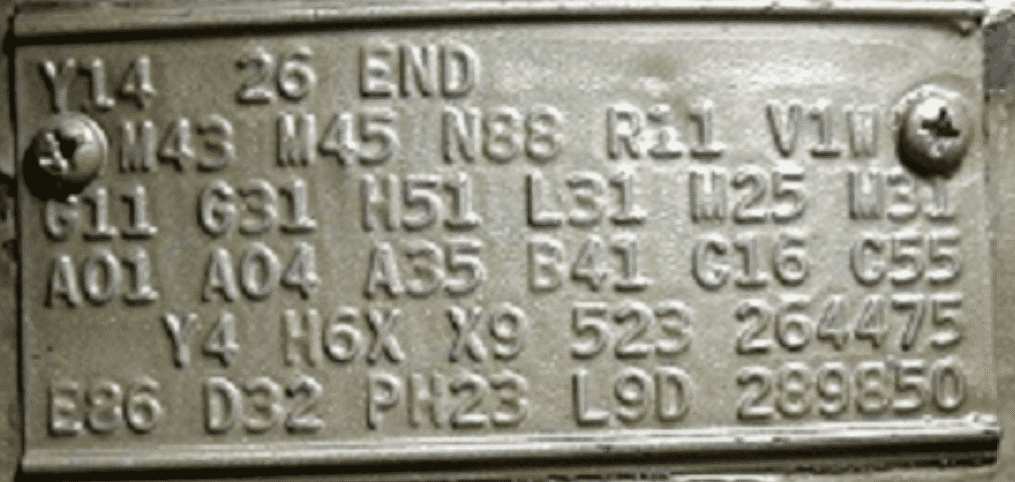 Y14 26 END
M43 M45 N88 R11 V1W
G11 G31 H51 L31 M25 M31
A01 A04 A35 B41 C16 C55
Y4 H6X X9 523 264475
E86 D32 PH23 L9D 289850